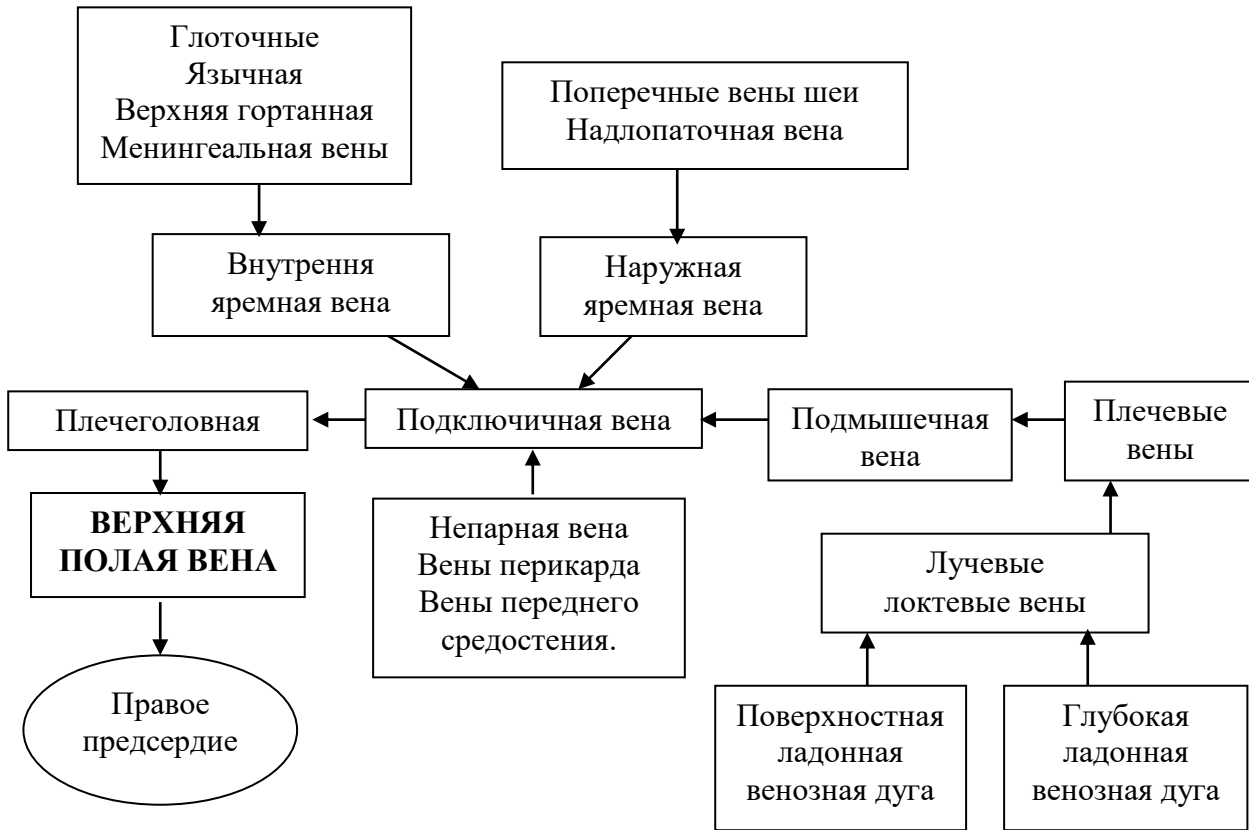 Глоточные
Язычная
Верхняя гортанная
Менингеальная вены
Поперечные вены шеи
Надлопаточная вена
Внутрення
яремная вена
Наружная
яремная вена
Плечеголовная
Подключичная вена
Подмышечная
вена
Плечевые
вены
ВЕРХНЯЯ
ПОЛАЯ ВЕНА
Непарная вена
Вены перикарда
Вены переднего
средостения.
Лучевые
локтевые вены
Правое
предсердие
Поверхностная
ладонная
венозная дуга
Глубокая
ладонная
венозная дуга